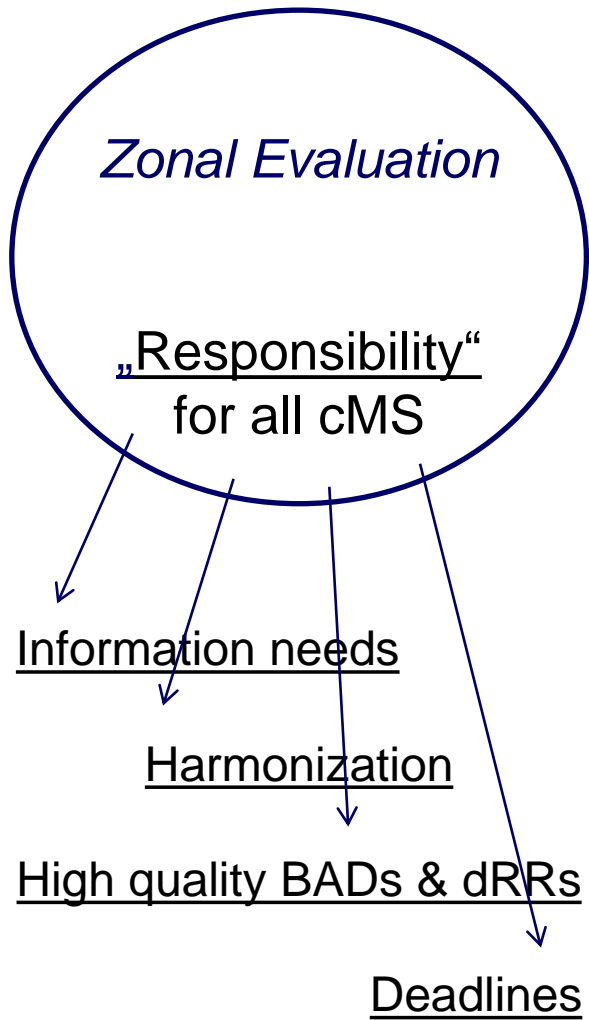 Zonal Evaluation
„Responsibility“
for all cMS
Information needs
Harmonization
High quality BADs & dRRs
Deadlines